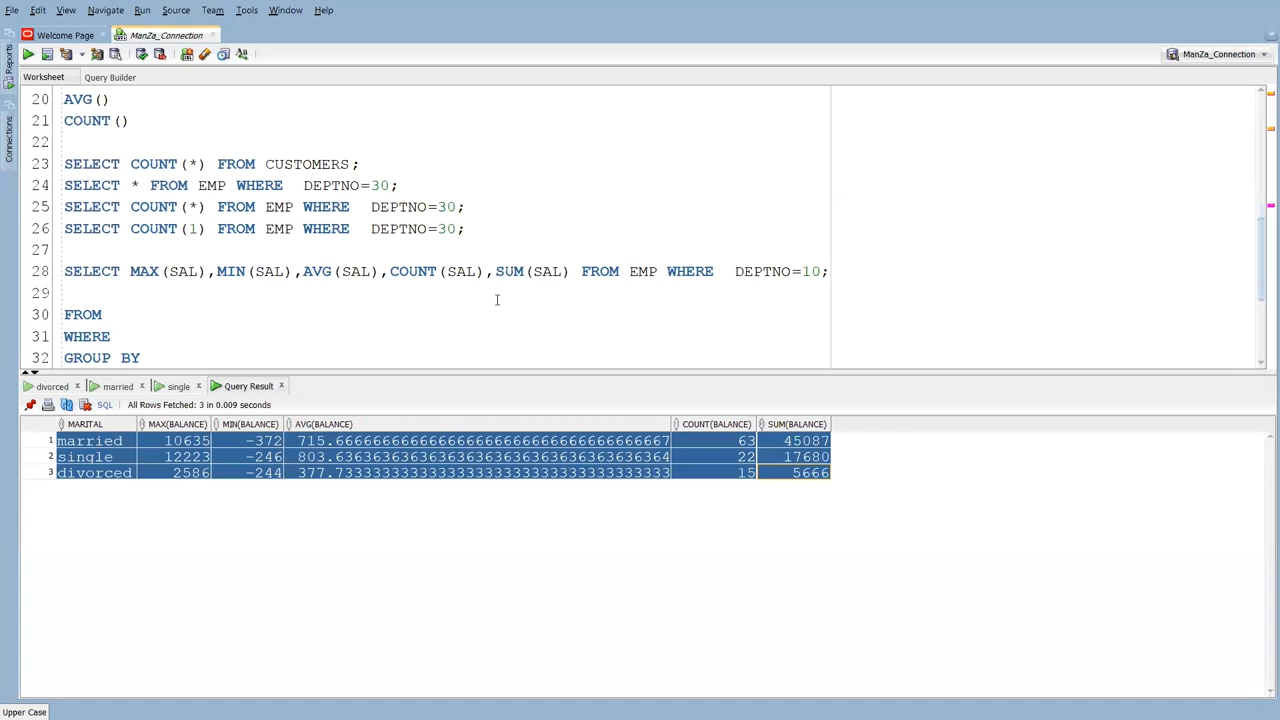 File Edit View Navigate Run Source Team Tools Window Help
Welcome Page ManZa_Connection
ManZa_Connection
Reports
Connections
Worksheet Query Builder
20 AVG()
21 COUNT()
22
23 SELECT COUNT(*) FROM CUSTOMERS;
24 SELECT * FROM EMP WHERE DEPTNO=30;
25 SELECT COUNT(*) FROM EMP WHERE DEPTNO=30;
26 SELECT COUNT(1) FROM EMP WHERE DEPTNO=30;
27
28 SELECT MAX(SAL),MIN(SAL),AVG(SAL),COUNT(SAL),SUM(SAL) FROM EMP WHERE DEPTNO=10;
29
30 FROM
31 WHERE
32 GROUP BY
divorced married single Query Result
SQL All Rows Fetched: 3 in 0.009 seconds
MARITAL MAX(BALANCE) MIN(BALANCE) AVG(BALANCE) COUNT(BALANCE) SUM(BALANCE)
1 married 10635 -372 715.666666666666666666666666666666666667 63 45087
2 single 12223 -246 803.636363636363636363636363636363636364 22 17680
3 divorced 2586 -244 377.733333333333333333333333333333333333 15 5666
Upper Case